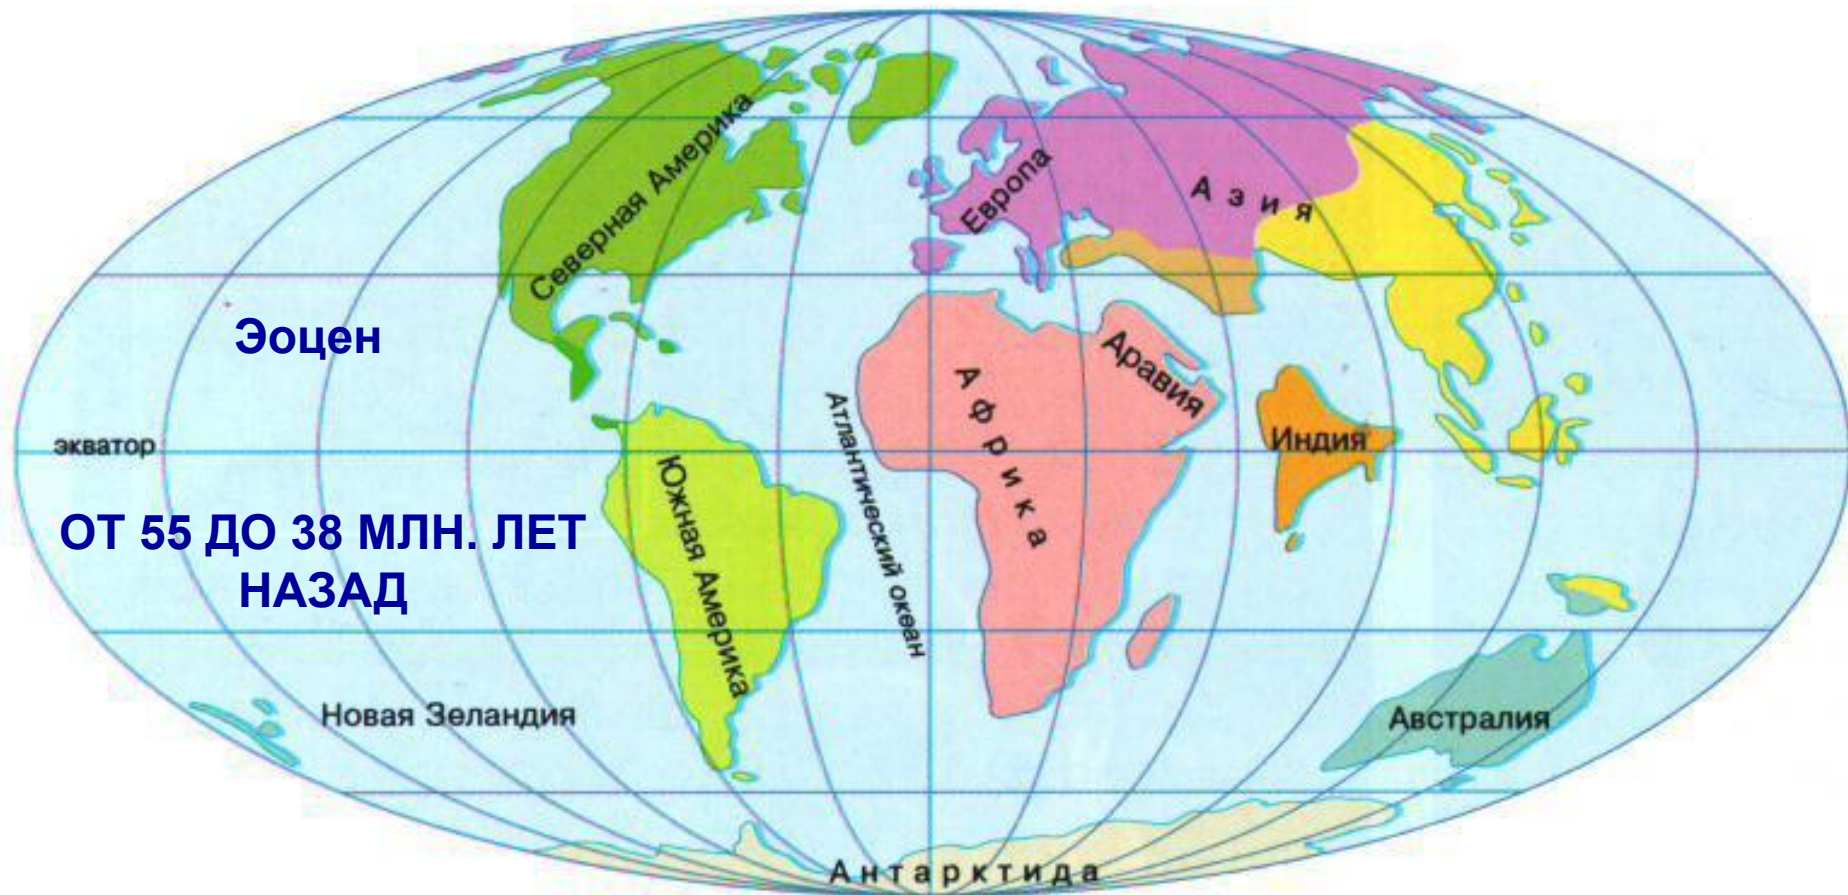 Северная Америка
Европа
Азия
Эоцен
Аравия
Африка
Атлантический океан
экватор
Индия
Южная Америка
ОТ 55 ДО 38 МЛН. ЛЕТ
НАЗАД
Новая Зеландия
Австралия
Антарктида